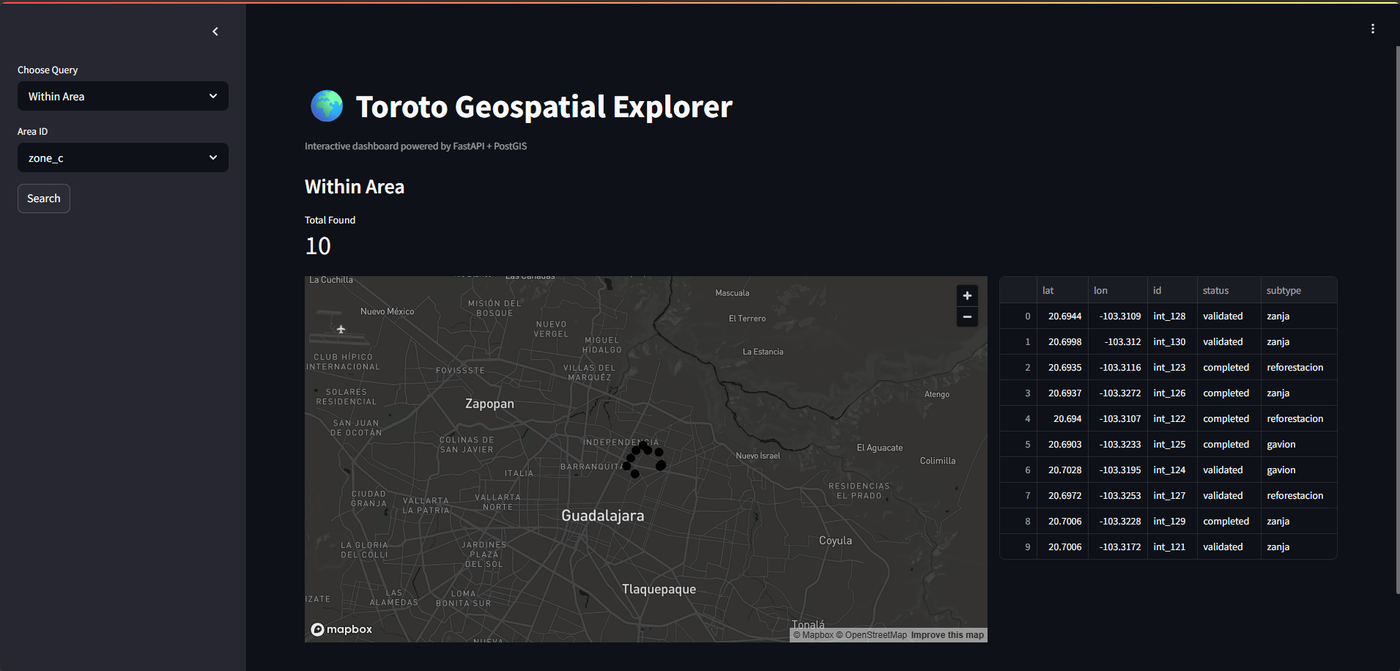 Choose Query
Within Area
Area ID
zone_c
Search
Toroto Geospatial Explorer
Interactive dashboard powered by FastAPI + PostGIS
Within Area
Total Found
10
La Cuchilla
Nuevo México
MISIÓN DEL
BOSQUE
NUEVO
VERGEL
MIGUEL
HIDALGO
Mascuala
El Terrero
La Estancia
CLUB HÍPICO
INTERNACIONAL
FOVISSSTE
VILLAS DEL
MARQUÉZ
SOLARES
RESIDENCIAL
Zapopan
Atengo
SAN JUAN
DE OCOTÁN
COLINAS DE
SAN JAVIER
INDEPENDENCIA
El Aguacate
Nuevo Israel
Colimilla
ITALIA
BARRANQUIT
CIUDAD
GRANJA
VALLARTA
LA PATRIA
VALLARTA
NORTE
RESIDENCIAS
EL PRADO
Guadalajara
LA GLORIA
DEL COLLI
JARDINES
PLAZA
DEL SOL
Coyula
LAS
ALAMEDAS
LOMA
BONITA SUR
Tlaquepaque
IZATE
Tonalá
NUEVA
mapbox
© Mapbox © OpenStreetMap Improve this map
lat lon id status subtype
0 20.6944 -103.3109 int_128 validated zanja
1 20.6998 -103.312 int_130 validated zanja
2 20.6935 -103.3116 int_123 completed reforestacion
3 20.6937 -103.3272 int_126 completed zanja
4 20.694 -103.3107 int_122 completed reforestacion
5 20.6903 -103.3233 int_125 completed gavion
6 20.7028 -103.3195 int_124 validated gavion
7 20.6972 -103.3253 int_127 validated reforestacion
8 20.7006 -103.3228 int_129 completed zanja
9 20.7006 -103.3172 int_121 validated zanja